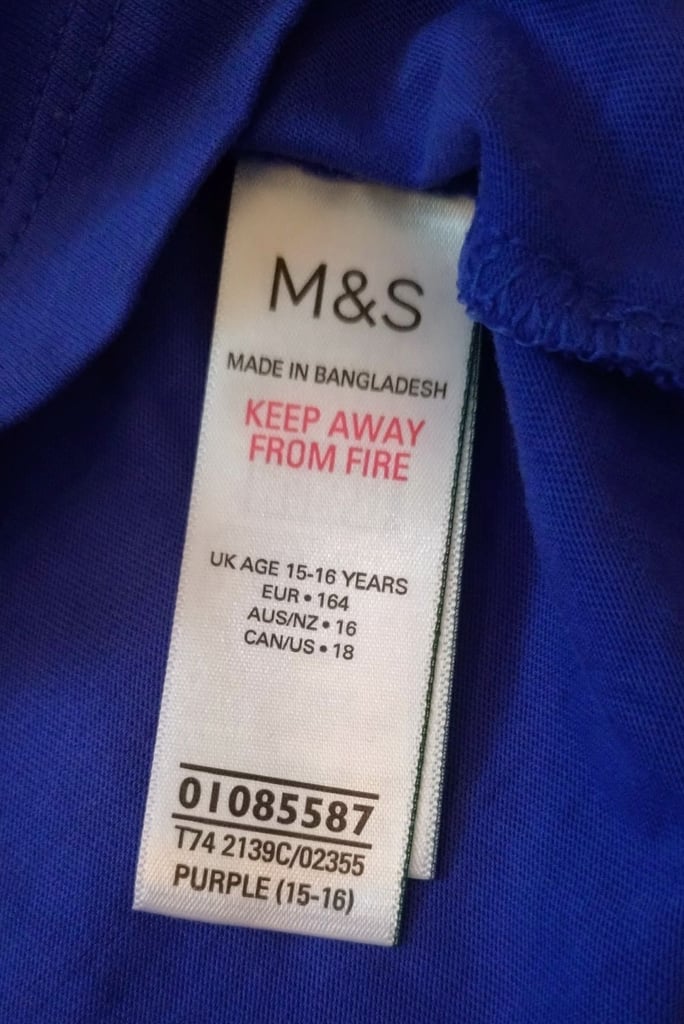 M&S
MADE IN BANGLADESH
KEEP AWAY
FROM FIRE
UK AGE 15-16 YEARS
EUR • 164
AUS/NZ • 16
CAN/US • 18
01085587
T74 2139C/02355
PURPLE (15-16)